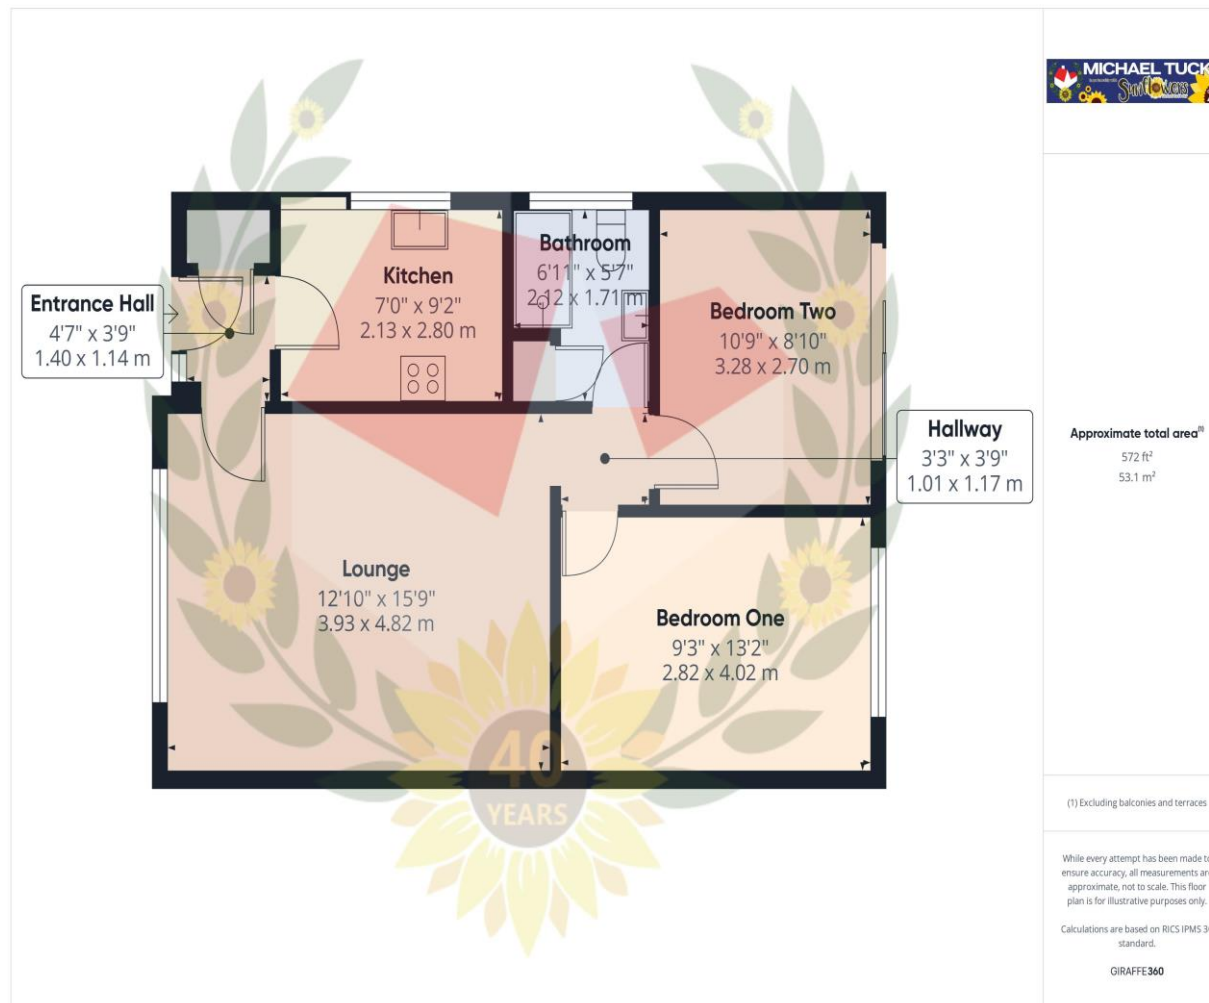 MICHAEL TUCK
Sunflowers
Kitchen
7'0" x 9'2"
2.13 x 2.80 m
Bathroom
6'11" x 5'7"
2.12 x 1.71 m
Entrance Hall
4'7" x 3'9"
1.40 x 1.14 m
Bedroom Two
10'9" x 8'10"
3.28 x 2.70 m
Hallway
3'3" x 3'9"
1.01 x 1.17 m
Lounge
12'10" x 15'9"
3.93 x 4.82 m
Bedroom One
9'3" x 13'2"
2.82 x 4.02 m
40
YEARS
Approximate total area(1)
572 ft²
53.1 m²
(1) Excluding balconies and terraces
While every attempt has been made to
ensure accuracy, all measurements are
approximate, not to scale. This floor
plan is for illustrative purposes only.
Calculations are based on RICS IPMS
standard.
GIRAFFE360